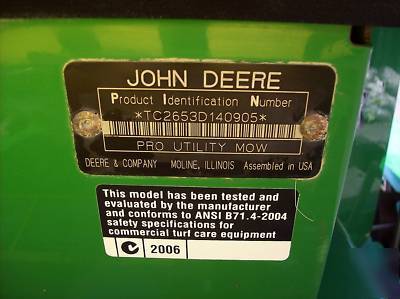 JOHN DEERE
Product Identification Number
*TC2653D140905*
PRO UTILITY MOW
DEERE & COMPANY MOLINE, ILLINOIS Assembled in USA
This model has been tested and
evaluated by the manufacturer
and conforms to ANSI B71.4-2004
safety specifications for
commercial turf care equipment
2006